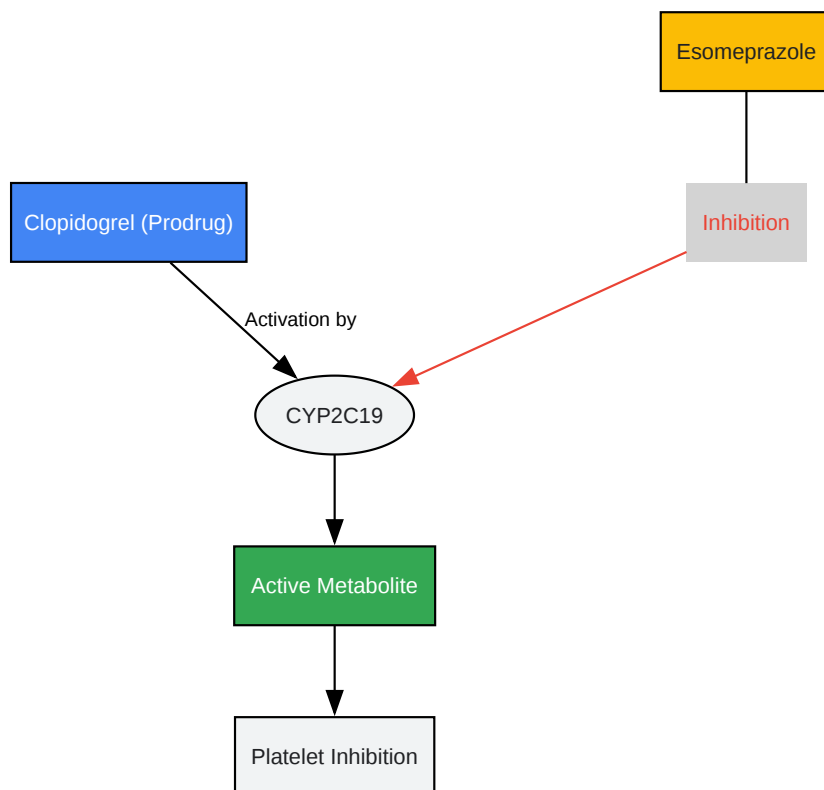 Esomeprazole
Clopidogrel (Prodrug)
Inhibition
Activation by
CYP2C19
Active Metabolite
Platelet Inhibition